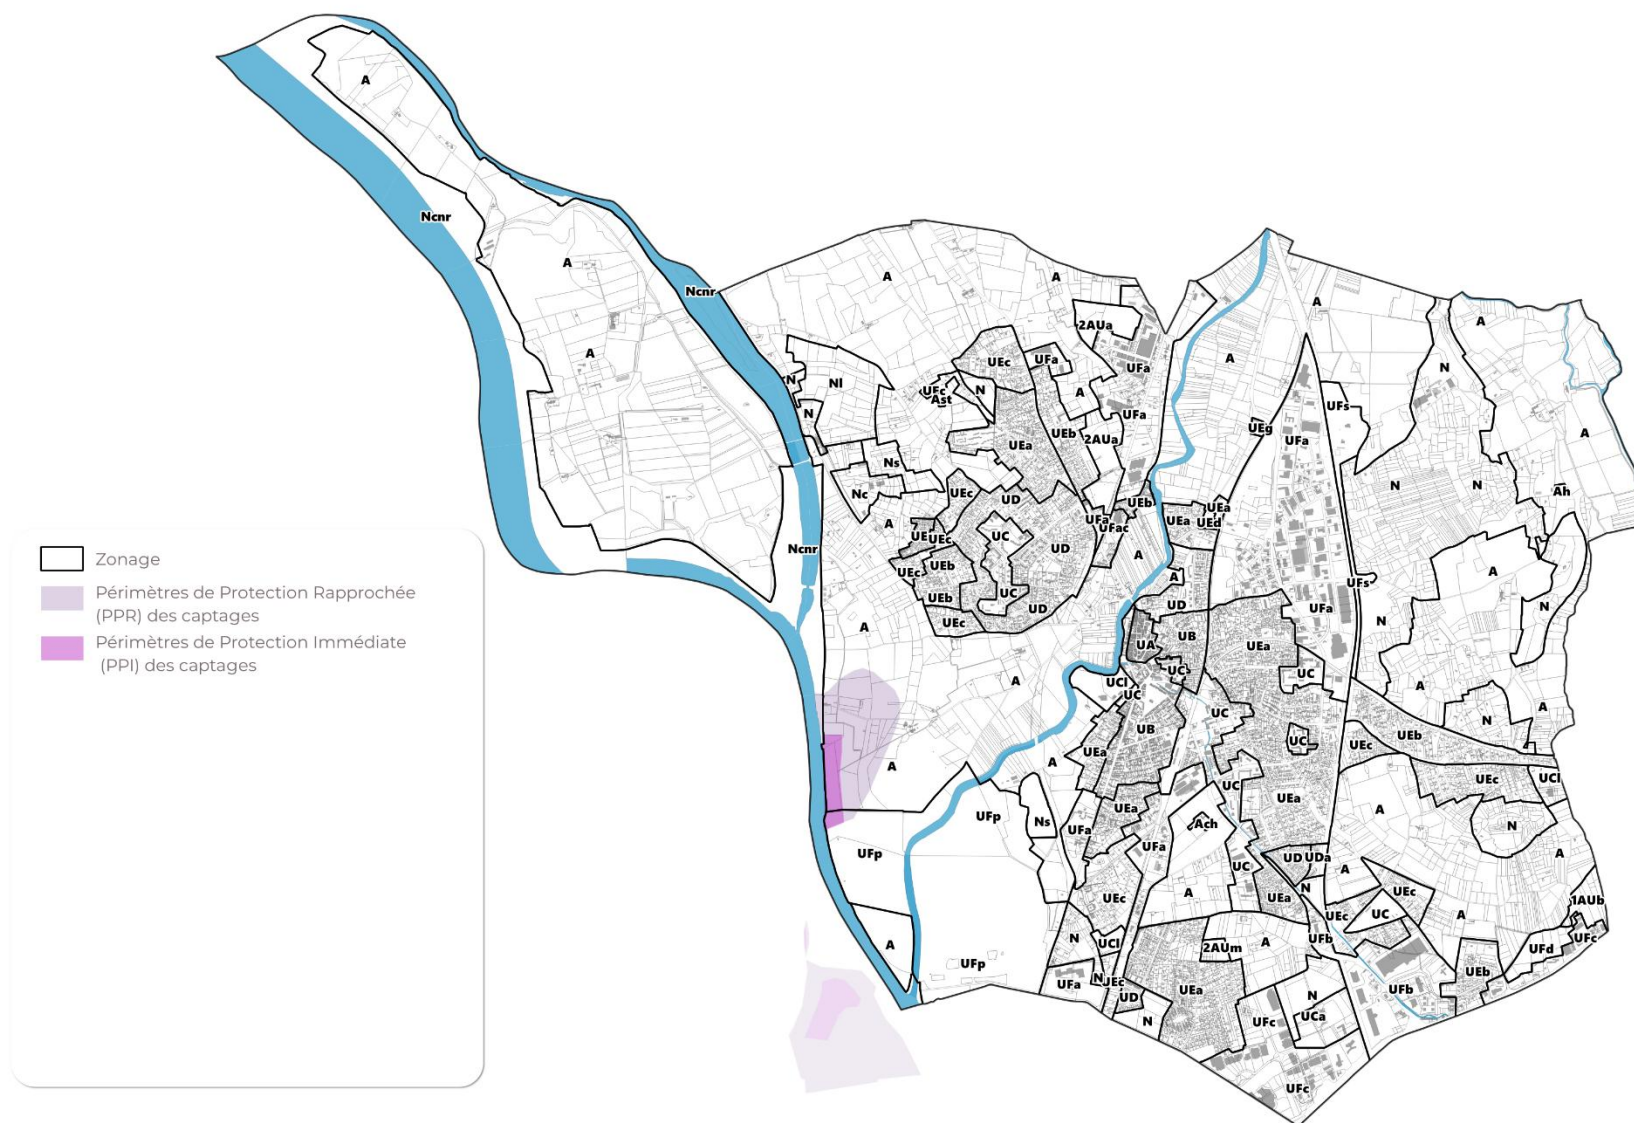 A
Ncnr
A
Ncnr
A
A
A
A
2AUa
A
A
N
UEc
UFa
UFa
A
N
Nl
UFc
N
Ast
A
N
UFs
N
UFa
UEb
2AUa
UEa
UEg
UFa
A
Ns
Nc
UEc
UD
UEb
N
N
Ah
A
UFa
UFac
UEa
UEa
UEd
UE
UEc
UC
UD
A
Ncnr
UEc
UEb
A
UFs
A
UEb
UC
UD
UD
UFa
N
N
Zonage
Périmètres de Protection Rapprochée
(PPR) des captages
Périmètres de Protection Immédiate
(PPI) des captages
A
UEc
UA
UB
UEa
UC
UC
A
UCl
UC
A
UC
N
A
UB
UC
UEb
UEa
UEc
A
A
UEc
UCl
UC
UEa
UEa
A
UFp
Ns
UFa
Ach
N
UFa
UFp
UC
UD
UDa
A
A
N
UEa
UEc
A
UEc
UC
1AUb
A
N
UCl
2AUm
A
UFb
UFd
UFc
UFp
UFa
N
UEc
UEa
UEb
UFb
UD
N
N
UCa
UFc
UFc